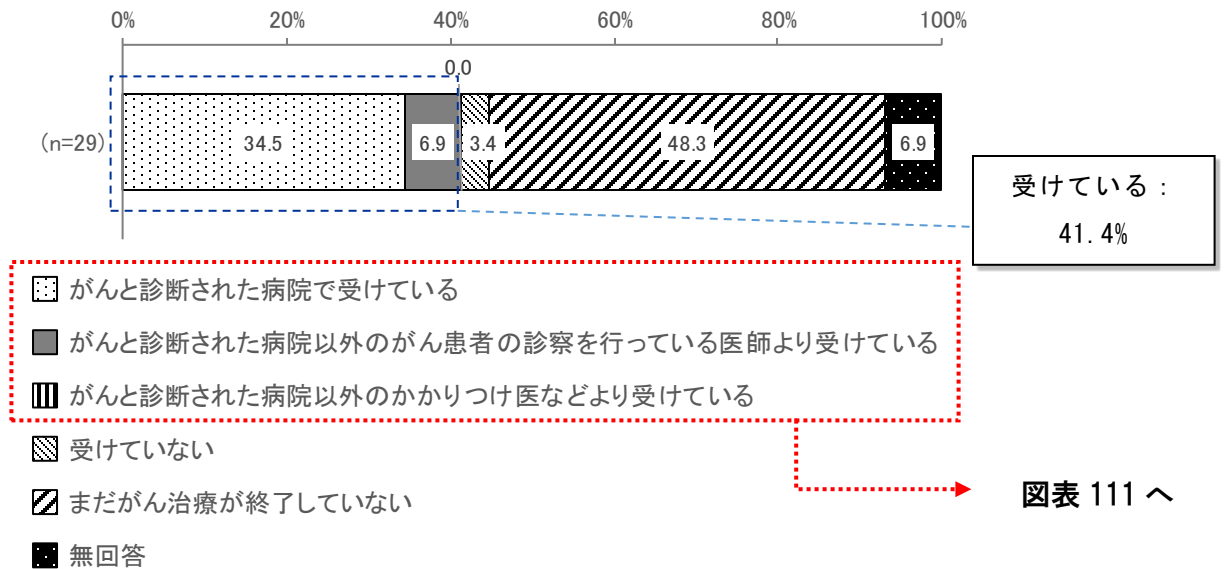 0% 20% 40% 60% 80% 100%
0.0
(n=29) 34.5 6.9 3.4 48.3 6.9
受けている：
41.4%
がんと診断された病院で受けている
がんと診断された病院以外のがん患者の診察を行っている医師より受けている
がんと診断された病院以外のかかりつけ医などより受けている
受けていない
まだがん治療が終了していない
図表 111 へ
無回答